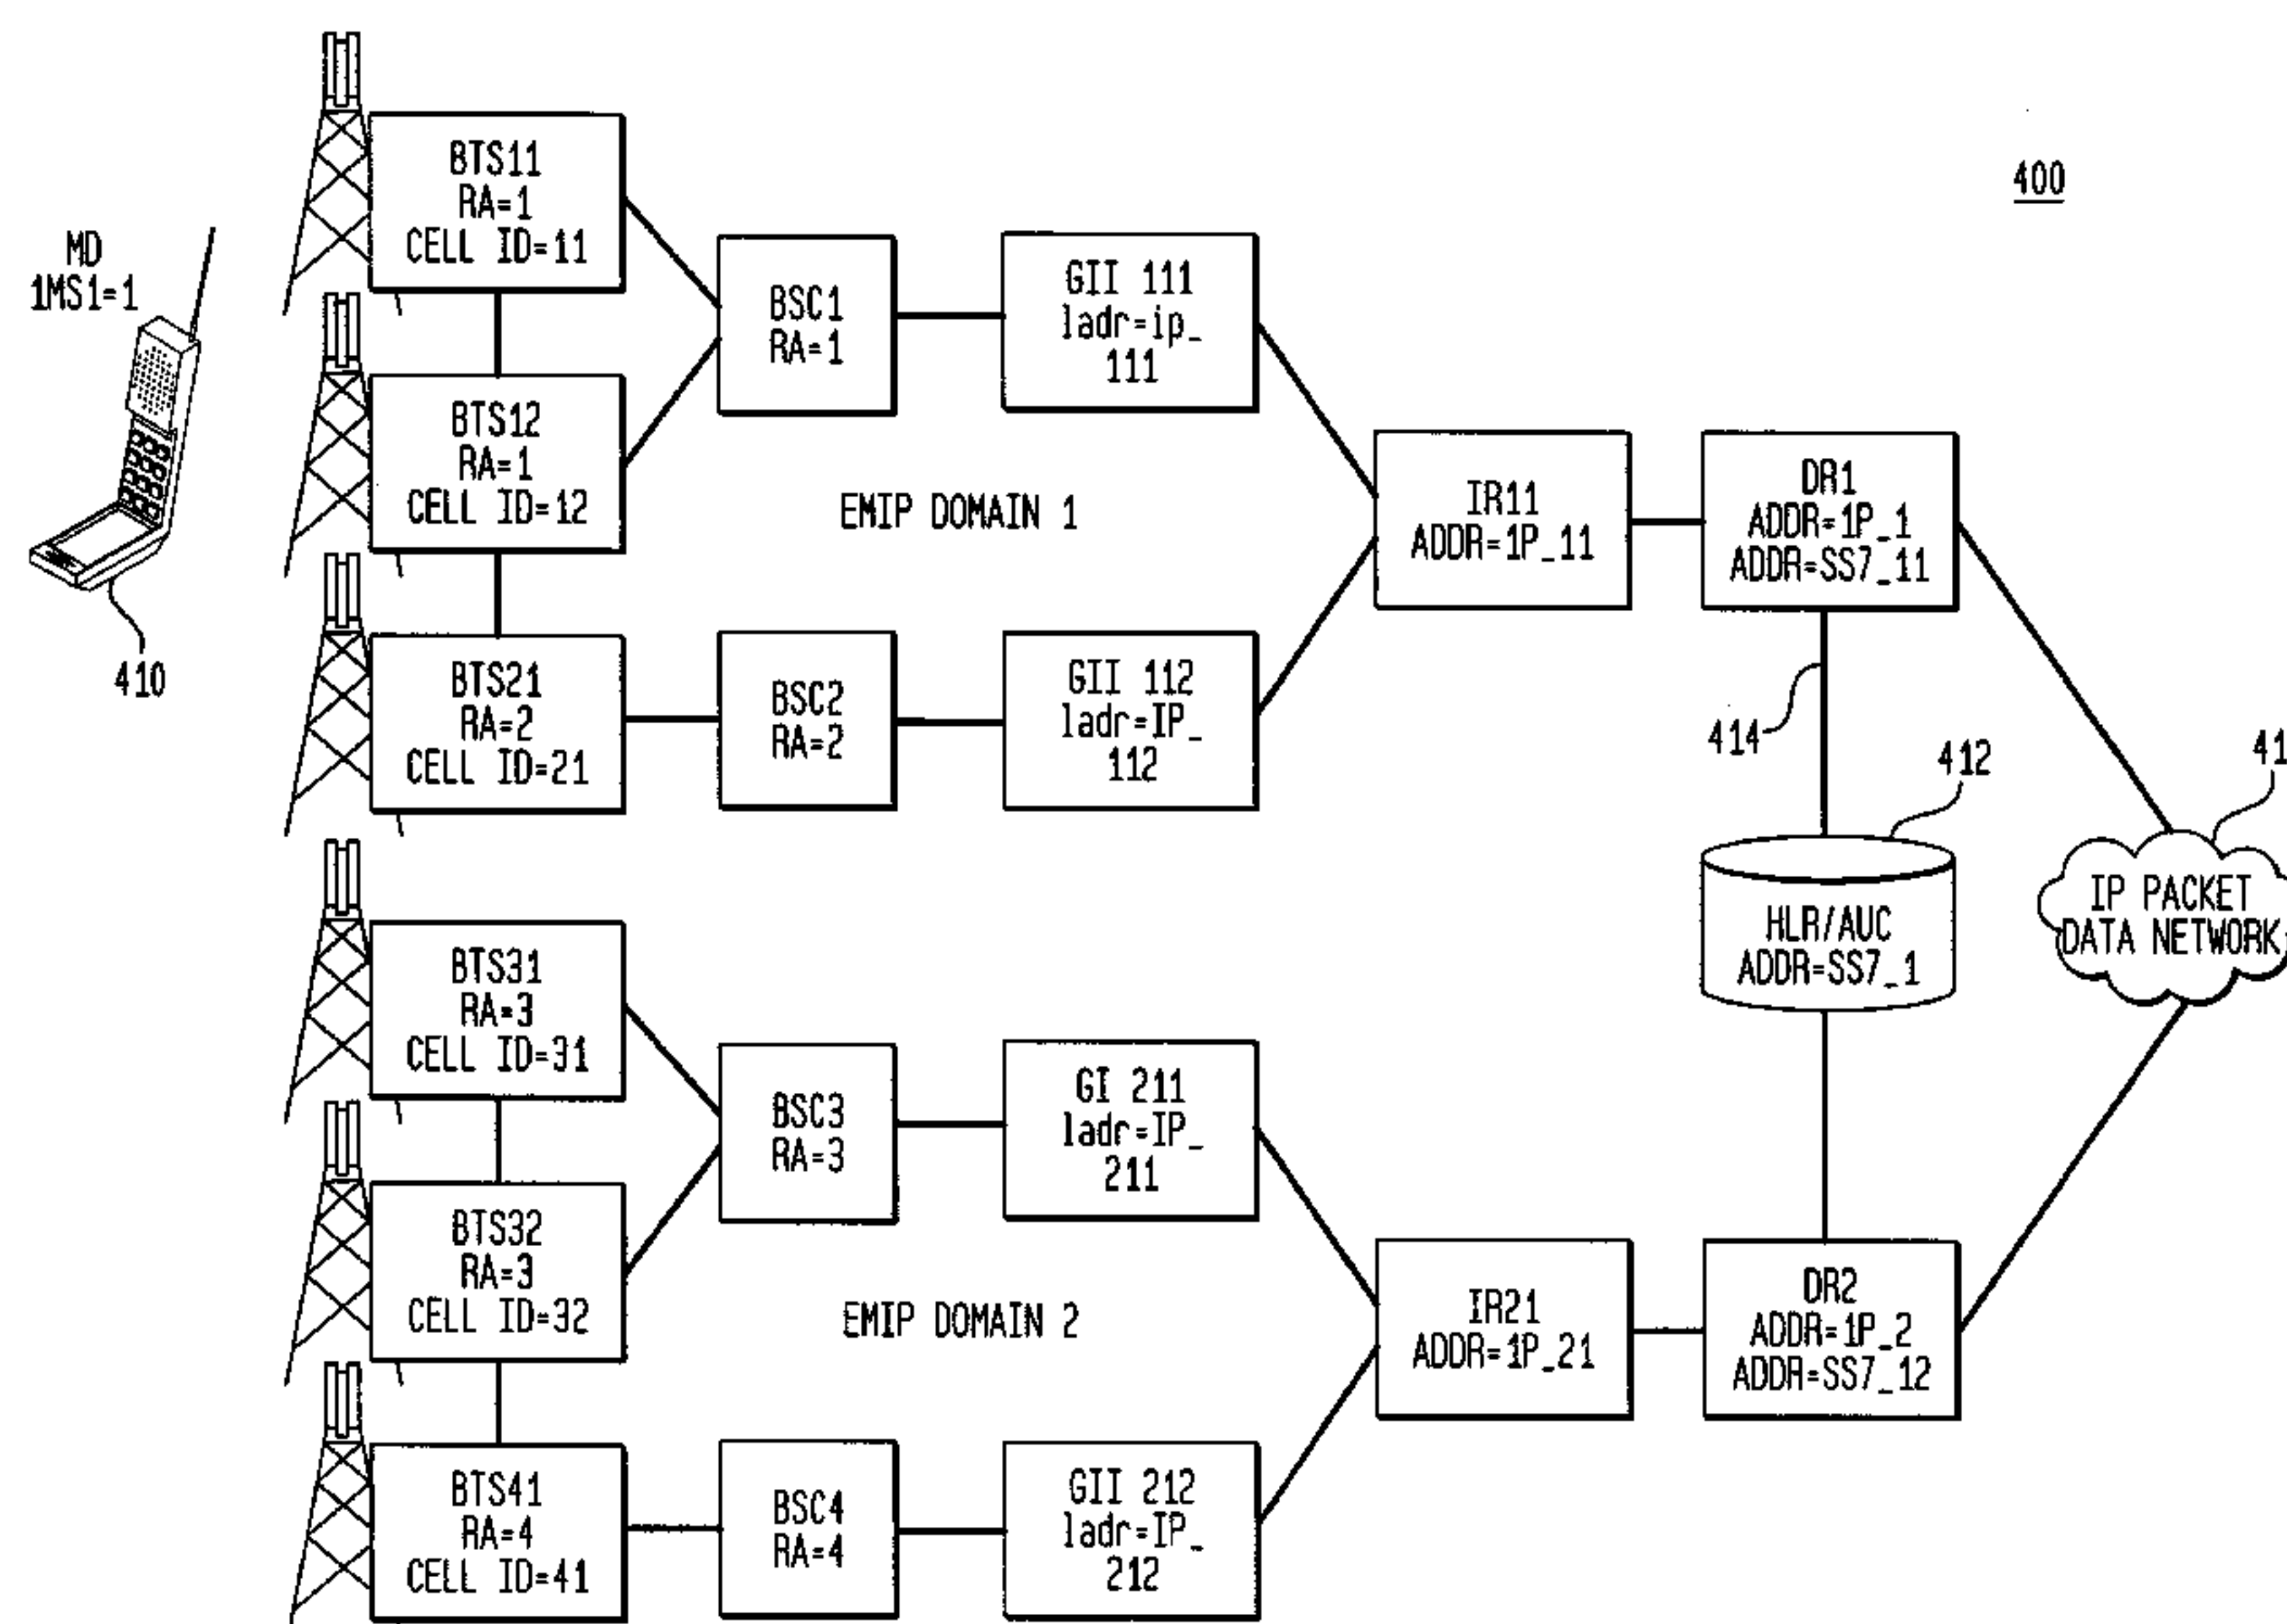 400
MD
1MS1=1
410
BTS11
RA=1
CELL ID=11
BTS12
RA=1
CELL ID=12
BTS21
RA=2
CELL ID=21
BSC1
RA=1
BSC2
RA=2
GII 111
ladr=ip_
111
GII 112
ladr=IP_
112
EMIP DOMAIN 1
IR11
ADDR=1P_11
DR1
ADDR=1P_1
ADDR=SS7_11
414
412
41
HLR/AUC
ADDR=SS7_1
IP PACKET
DATA NETWORK
BTS31
RA=3
CELL ID=31
BTS32
RA=3
CELL ID=32
BTS41
RA=4
CELL ID=41
BSC3
RA=3
BSC4
RA=4
GI 211
ladr=IP_
211
GII 212
ladr=IP_
212
EMIP DOMAIN 2
IR21
ADDR=1P_21
DR2
ADDR=1P_2
ADDR=SS7_12